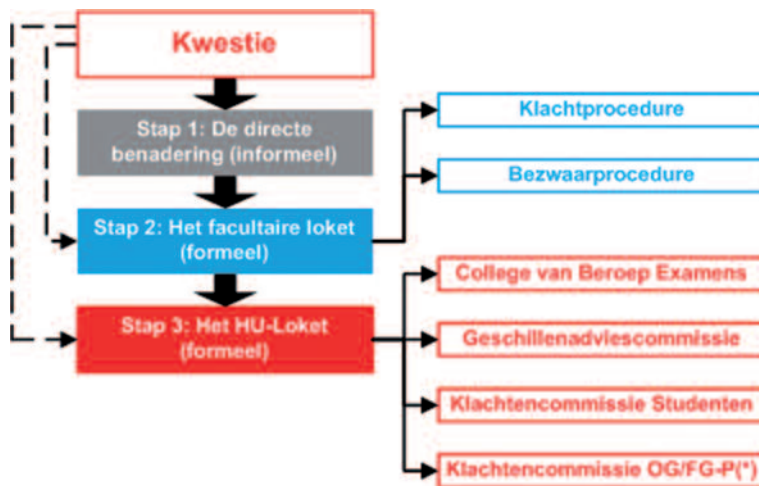 Kwestie
Stap 1: De directe
benadering (informeel)
Klachtprocedure
Bezwaarprocedure
Stap 2: Het facultaire loket
(formeel)
College van Beroep Examens
Stap 3: Het HU-Loket
(formeel)
Geschillenadviescommissie
Klachtencommissie Studenten
Klachtencommissie OG/FG-P(*)